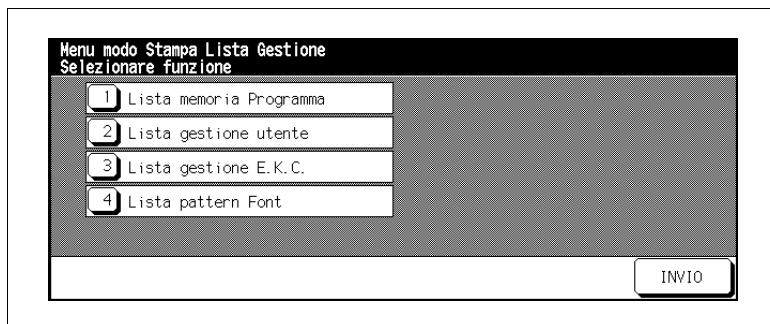 Menu modo Stampa Lista Gestione
Selezionare funzione
1 Lista memoria Programma
2 Lista gestione utente
3 Lista gestione E.K.C.
4 Lista pattern Font
INVIO